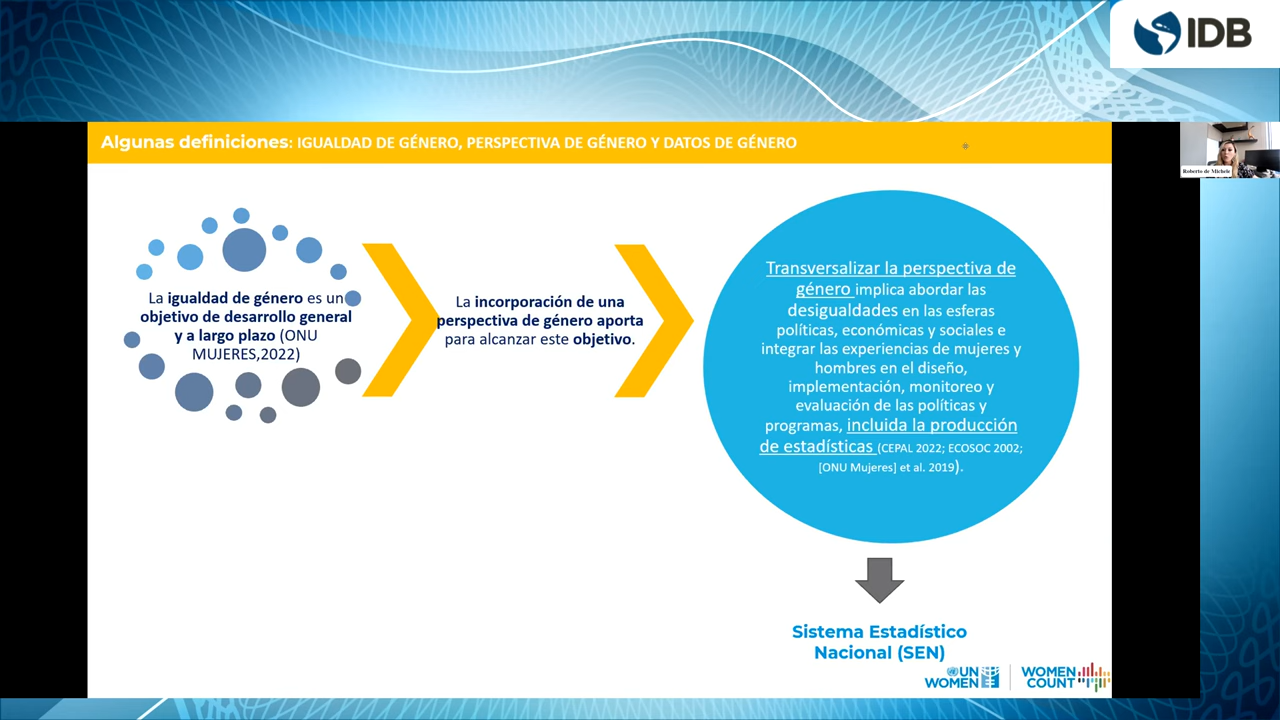 IDB
Algunas definiciones: IGUALDAD DE GÉNERO, PERSPECTIVA DE GÉNERO Y DATOS DE GÉNERO
Roberto de Michele
La igualdad de género es un
objetivo de desarrollo general
y a largo plazo (ONU
MUJERES,2022)
La incorporación de una
perspectiva de género aporta
para alcanzar este objetivo.
Transversalizar la perspectiva de
género implica abordar las
desigualdades en las esferas
políticas, económicas y sociales e
integrar las experiencias de mujeres y
hombres en el diseño,
implementación, monitoreo y
evaluación de las políticas y
programas, incluida la producción
de estadísticas (CEPAL 2022; ECOSOC 2002;
[ONU Mujeres] et al. 2019).
Sistema Estadístico
Nacional (SEN)
UN
WOMEN
WOMEN
COUNT